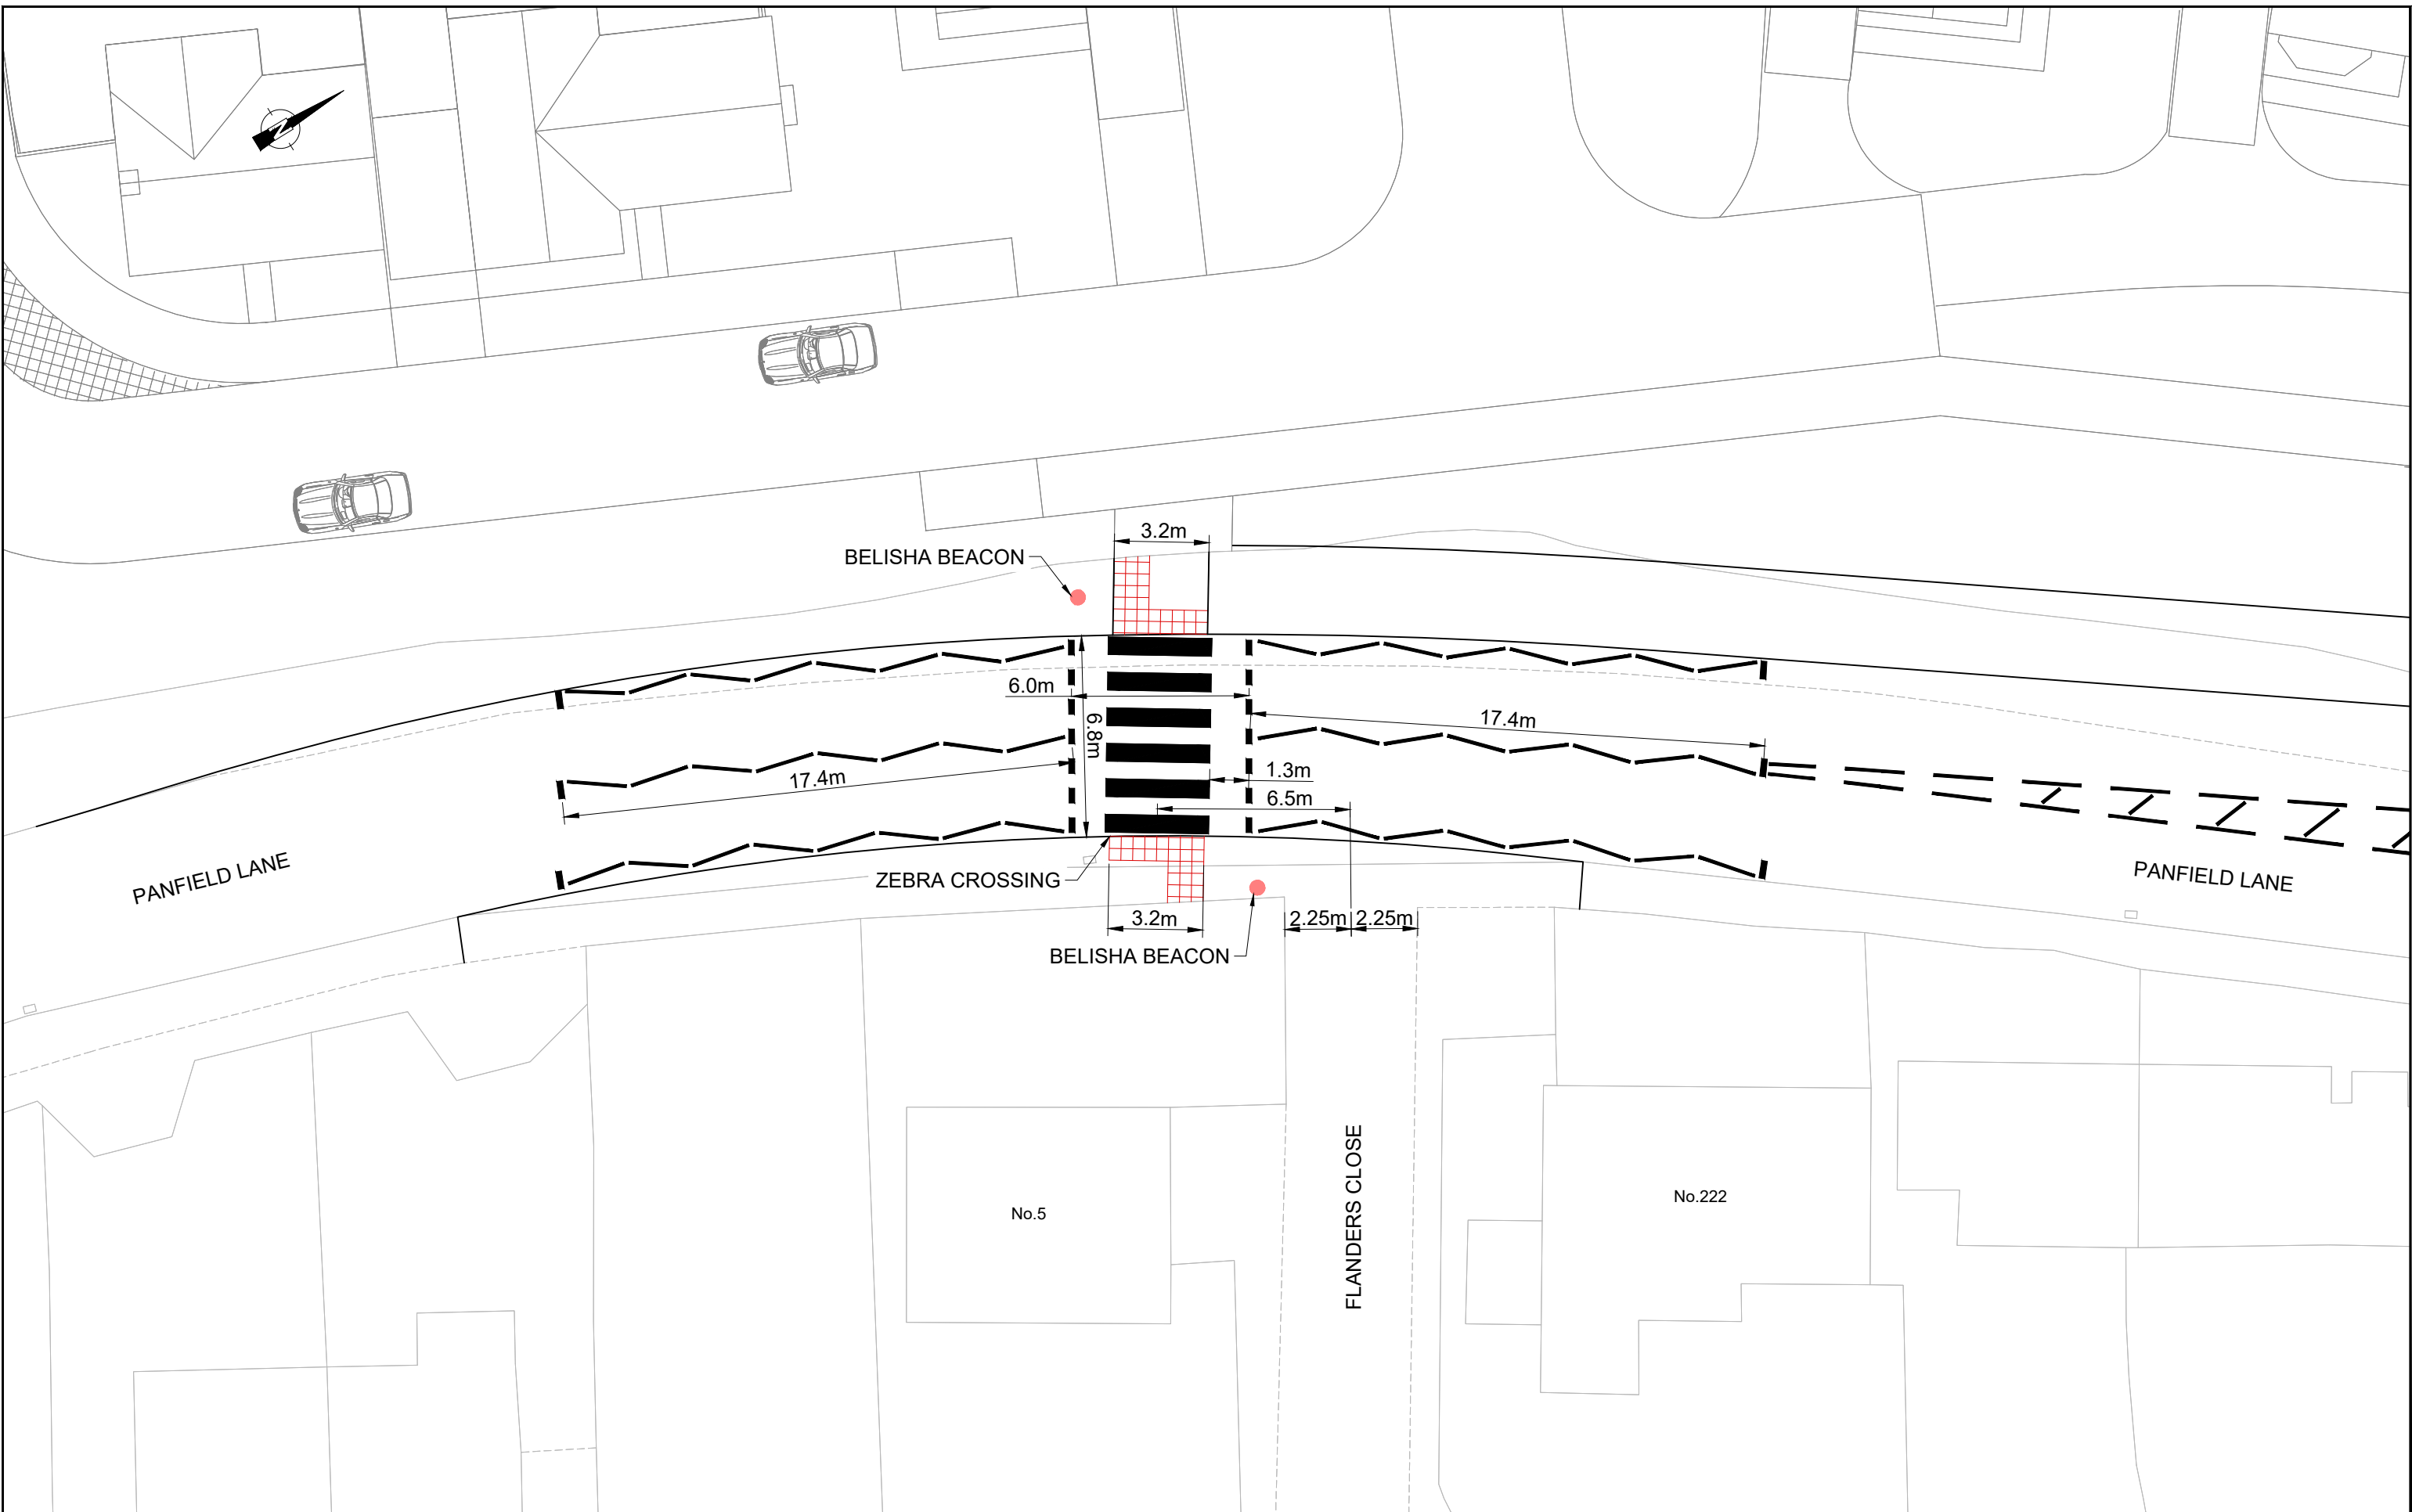 3.2m
BELISHA BEACON
6.0m
6.8m
17.4m
17.4m
1.3m
6.5m
PANFIELD LANE
PANFIELD LANE
ZEBRA CROSSING
3.2m
2.25m
2.25m
BELISHA BEACON
FLANDERS CLOSE
No.5
No.222